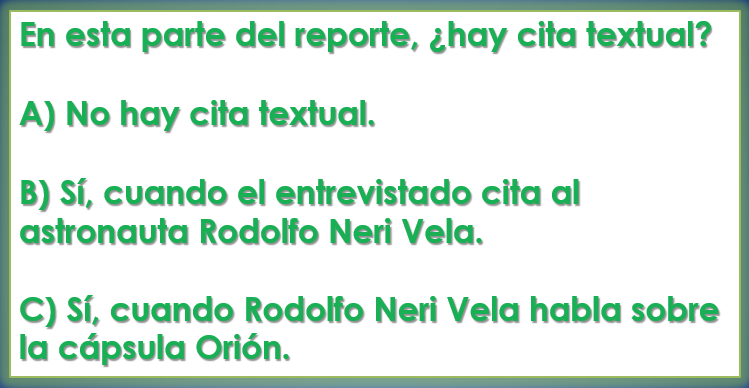 En esta parte del reporte, ¿hay cita textual?
A) No hay cita textual.
B) Sí, cuando el entrevistado cita al
astronauta Rodolfo Neri Vela.
C) Sí, cuando Rodolfo Neri Vela habla sobre
la cápsula Orión.